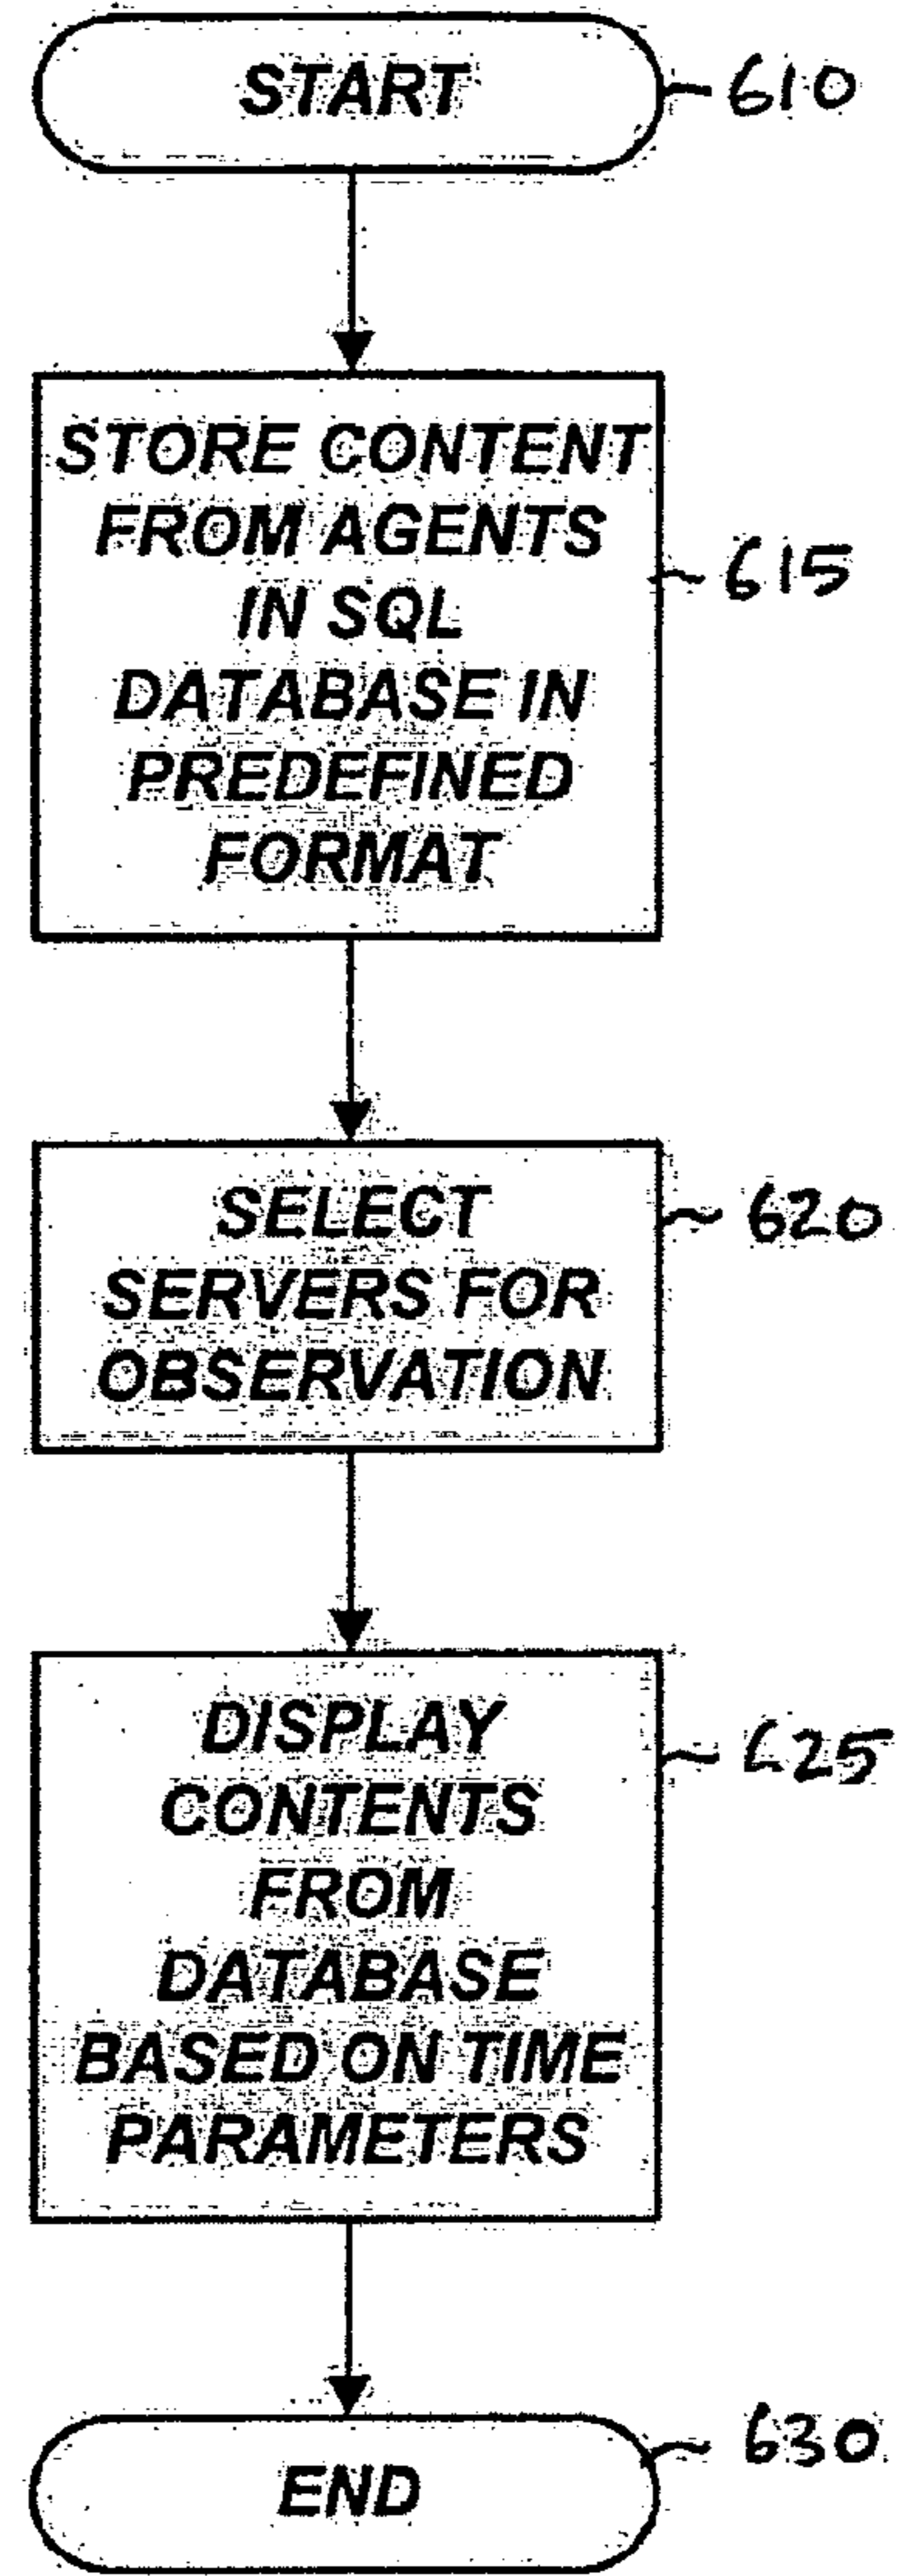 START
610
STORE CONTENT
FROM AGENTS
IN SQL
DATABASE IN
PREDEFINED
FORMAT
615
SELECT
SERVERS FOR
OBSERVATION
620
DISPLAY
CONTENTS
FROM
DATABASE
BASED ON TIME
PARAMETERS
625
END
630